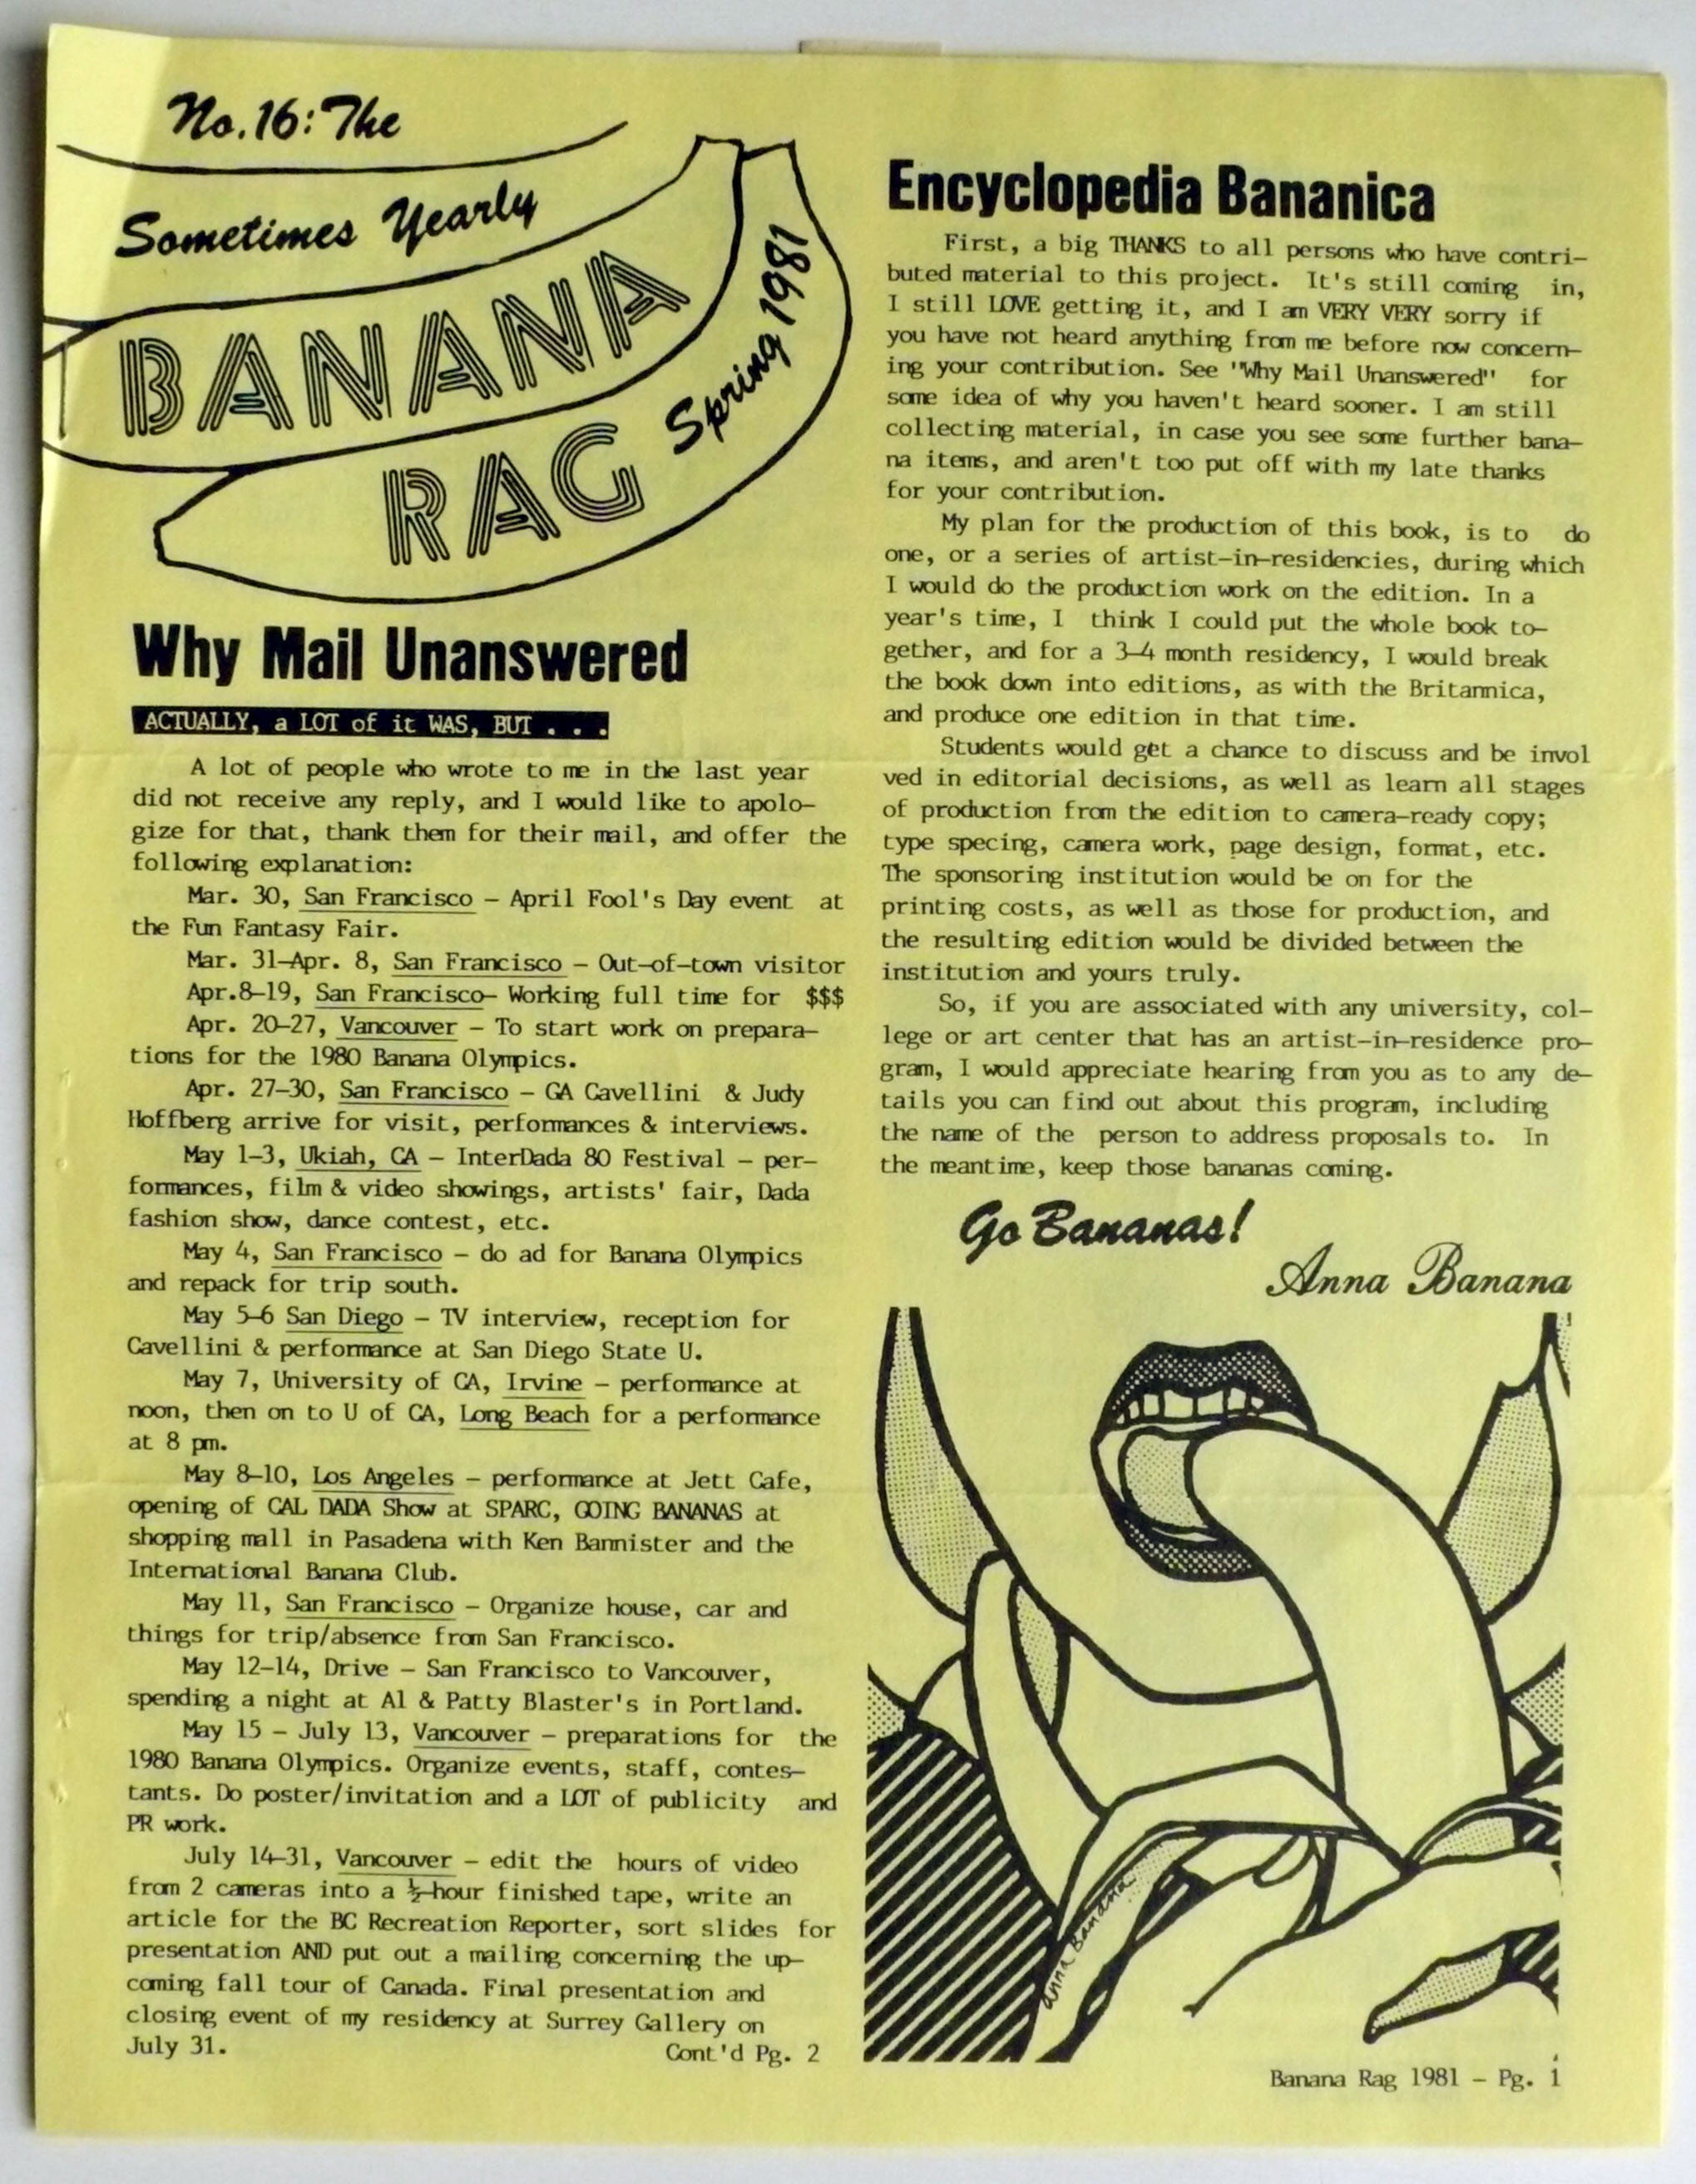 No.16: The
Sometimes Yearly
BANANA
RAG
Spring 1981
Why Mail Unanswered
ACTUALLY, a LOT of it WAS, BUT . . .
A lot of people who wrote to me in the last year
did not receive any reply, and I would like to apolo-
gize for that, thank them for their mail, and offer the
following explanation:
Mar. 30, San Francisco - April Fool's Day event at
the Fun Fantasy Fair.
Mar. 31-Apr. 8, San Francisco - Out-of-town visitor
Apr.8-19, San Francisco- Working full time for $$$
Apr. 20-27, Vancouver - To start work on prepara-
tions for the 1980 Banana Olympics.
Apr. 27-30, San Francisco - GA Cavellini & Judy
Hoffberg arrive for visit, performances & interviews.
May 1-3, Ukiah, CA - InterDada 80 Festival - per-
formances, film & video showings, artists' fair, Dada
fashion show, dance contest, etc.
May 4, San Francisco - do ad for Banana Olympics
and repack for trip south.
May 5-6 San Diego - TV interview, reception for
Cavellini & performance at San Diego State U.
May 7, University of CA, Irvine - performance at
noon, then on to U of CA, Long Beach for a performance
at 8 pm.
May 8-10, Los Angeles - performance at Jett Cafe,
opening of CAL DADA Show at SPARC, GOING BANANAS at
shopping mall in Pasadena with Ken Bannister and the
International Banana Club.
May 11, San Francisco - Organize house, car and
things for trip/absence from San Francisco.
May 12-14, Drive - San Francisco to Vancouver,
spending a night at Al & Patty Blaster's in Portland.
May 15 - July 13, Vancouver - preparations for the
1980 Banana Olympics. Organize events, staff, contes-
tants. Do poster/invitation and a LOT of publicity and
PR work.
July 14-31, Vancouver - edit the hours of video
from 2 cameras into a ½-hour finished tape, write an
article for the BC Recreation Reporter, sort slides for
presentation AND put out a mailing concerning the up-
coming fall tour of Canada. Final presentation and
closing event of my residency at Surrey Gallery on
July 31.
Cont'd Pg. 2
Encyclopedia Bananica
First, a big THANKS to all persons who have contri-
buted material to this project. It's still coming in,
I still LOVE getting it, and I am VERY VERY sorry if
you have not heard anything from me before now concern-
ing your contribution. See "Why Mail Unanswered" for
some idea of why you haven't heard sooner. I am still
collecting material, in case you see some further bana-
na items, and aren't too put off with my late thanks
for your contribution.
My plan for the production of this book, is to do
one, or a series of artist-in-residencies, during which
I would do the production work on the edition. In a
year's time, I think I could put the whole book to-
gether, and for a 3-4 month residency, I would break
the book down into editions, as with the Britannica,
and produce one edition in that time.
Students would get a chance to discuss and be invol
ved in editorial decisions, as well as learn all stages
of production from the edition to camera-ready copy;
type specing, camera work, page design, format, etc.
The sponsoring institution would be on for the
printing costs, as well as those for production, and
the resulting edition would be divided between the
institution and yours truly.
So, if you are associated with any university, col-
lege or art center that has an artist-in-residence pro-
gram, I would appreciate hearing from you as to any de-
tails you can find out about this program, including
the name of the person to address proposals to. In
the meantime, keep those bananas coming.
Go Bananas!
Anna Banana
anna Banana
Banana Rag 1981 - Pg. 1